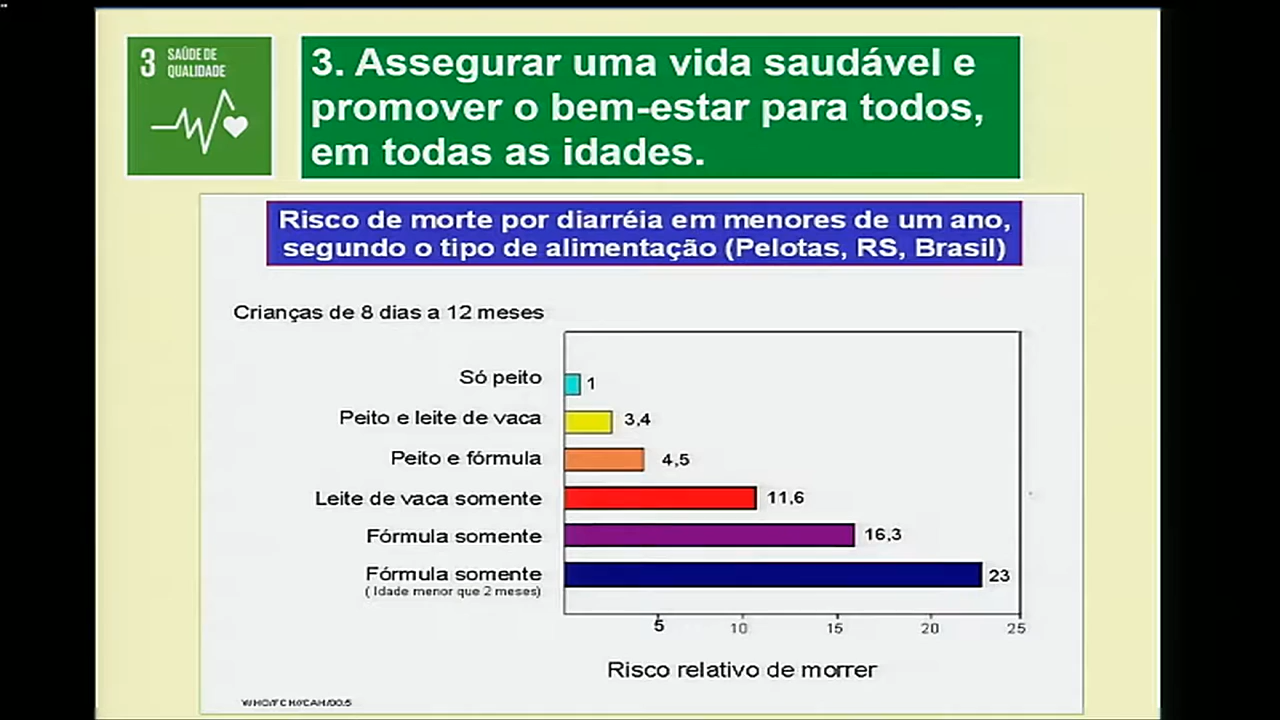 3 SAÚDE DE
QUALIDADE
3. Assegurar uma vida saudável e
promover o bem-estar para todos,
em todas as idades.
Risco de morte por diarréia em menores de um ano,
segundo o tipo de alimentação (Pelotas, RS, Brasil)
Crianças de 8 dias a 12 meses
Só peito 1
Peito e leite de vaca 3,4
Peito e fórmula 4,5
Leite de vaca somente 11,6
Fórmula somente 16,3
Fórmula somente 23
( Idade menor que 2 meses)
5 10 15 20 25
Risco relativo de morrer